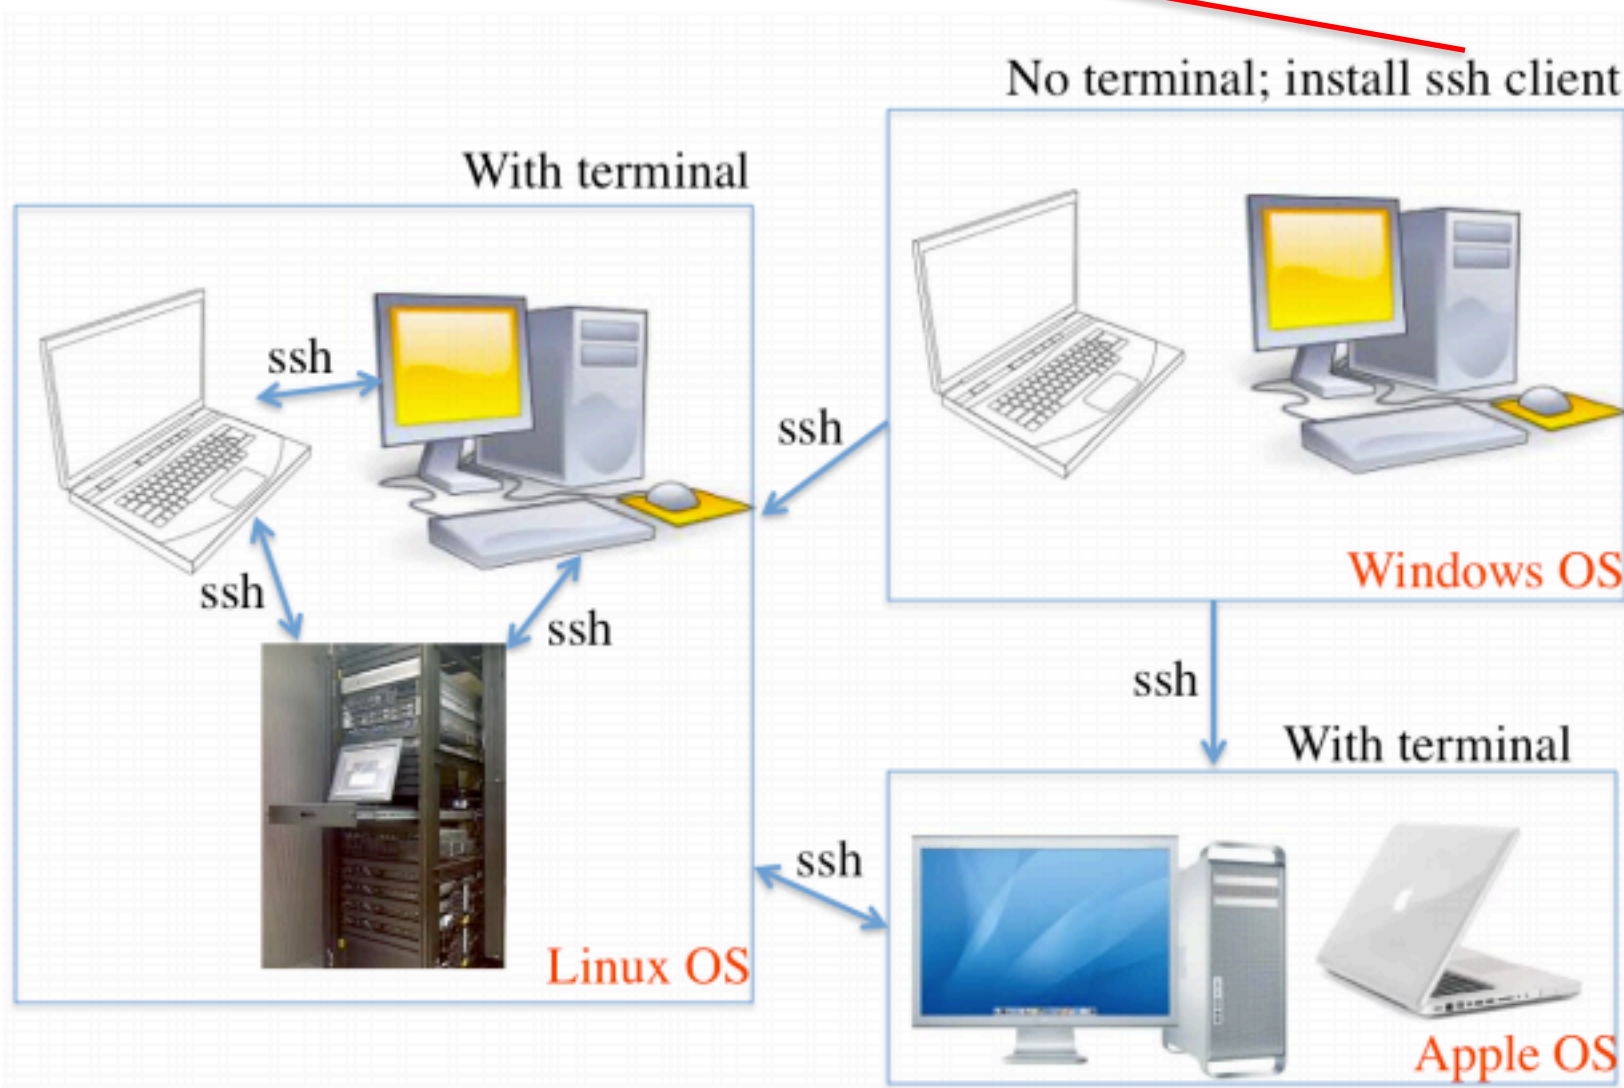 No terminal; install ssh client
With terminal
ssh
ssh
ssh
ssh
Windows OS
ssh
With terminal
ssh
Linux OS
Apple OS